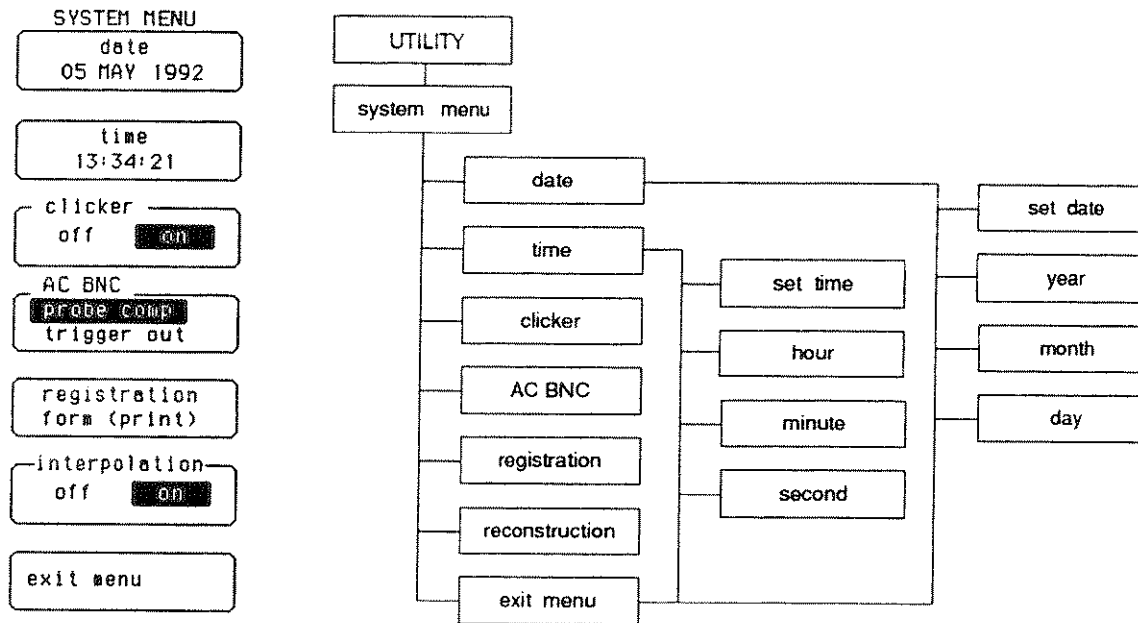 SYSTEM MENU
date
05 MAY 1992
time
13:34:21
clicker
off on
AC BNC
probe comp
trigger out
registration
form (print)
interpolation
off on
exit menu
UTILITY
system menu
date
time
clicker
AC BNC
registration
reconstruction
exit menu
set time
hour
minute
second
set date
year
month
day